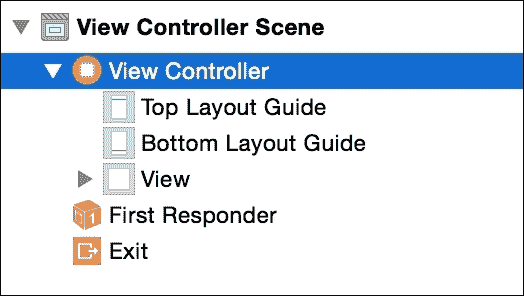 View Controller Scene
View Controller
Top Layout Guide
Bottom Layout Guide
View
First Responder
Exit